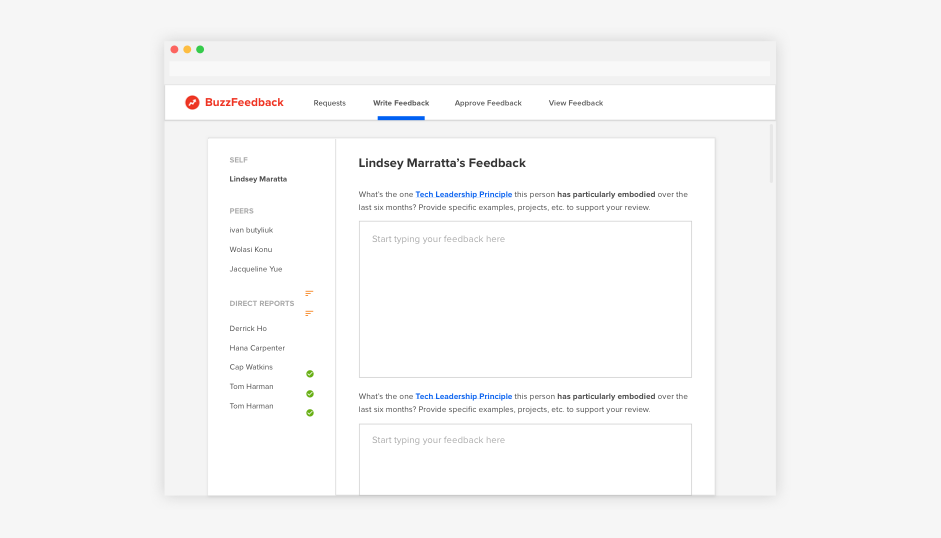 BuzzFeedback
Requests
Write Feedback
Approve Feedback
View Feedback
SELF
Lindsey Maratta
PEERS
ivan butyliuk
Wolasi Konu
Jacqueline Yue
DIRECT REPORTS
Derrick Ho
Hana Carpenter
Cap Watkins
Tom Harman
Tom Harman
Lindsey Marratta’s Feedback
What's the one Tech Leadership Principle this person has particularly embodied over the
last six months? Provide specific examples, projects, etc. to support your review.
Start typing your feedback here
What's the one Tech Leadership Principle this person has particularly embodied over the
last six months? Provide specific examples, projects, etc. to support your review.
Start typing your feedback here